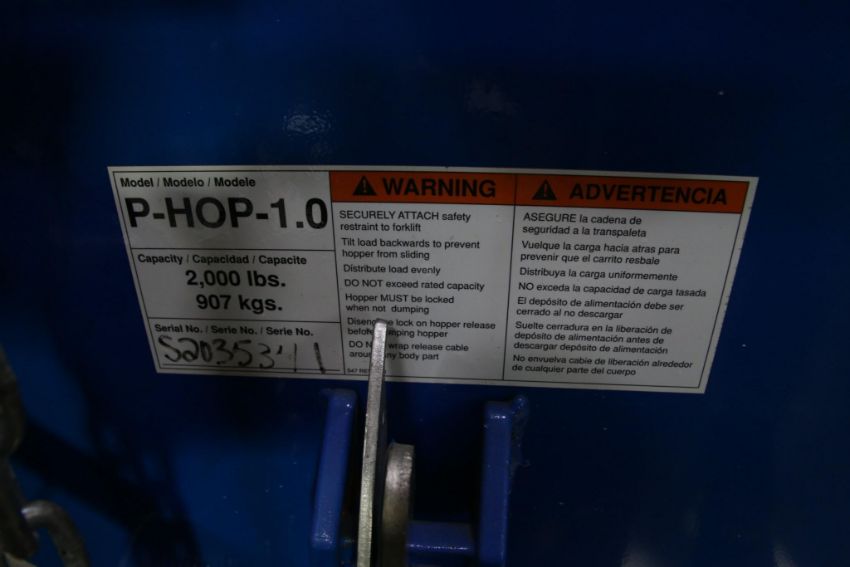 Model / Modelo / Modele
P-HOP-1.0
Capacity / Capacidad / Capacite
2,000 lbs.
907 kgs.
Serial No. / Serie No. / Serie No.
WARNING
SECURELY ATTACH safety
restraint to forklift
Tilt load backwards to prevent
hopper from sliding
Distribute load evenly
DO NOT exceed rated capacity
Hopper MUST be locked
when not dumping
lock on hopper release
hopper
DO wrap release cable
body part
ADVERTENCIA
ASEGURE la cadena de
seguridad a la transpaleta
Vuelque la carga hacia atras para
prevenir que el carrito resbale
Distribuya la carga uniformemente
NO exceda la capacidad de carga tasada
El depósito de alimentación debe ser
cerrado al no descargar
Suelte cerradura en la liberación de
depósito de alimentación antes de
descargar depósito de alimentación
No envuelva cable de liberación alrededor
de cualquier parte del cuerpo